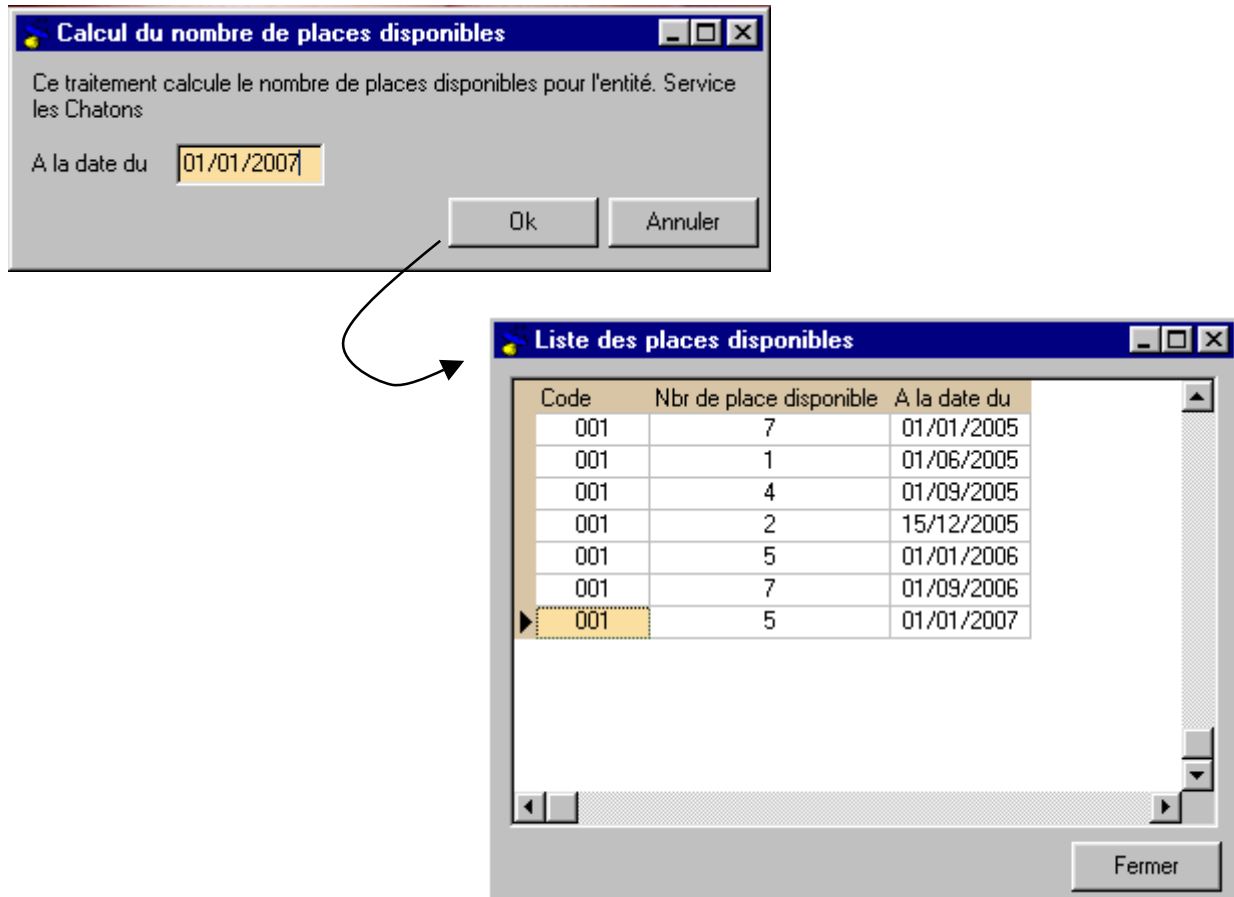 Calcul du nombre de places disponibles
Ce traitement calcule le nombre de places disponibles pour l'entité. Service
les Chatons
A la date du 01/01/2007
Ok Annuler
Liste des places disponibles
Code Nbr de place disponible A la date du
001 7 01/01/2005
001 1 01/06/2005
001 4 01/09/2005
001 2 15/12/2005
001 5 01/01/2006
001 7 01/09/2006
001 5 01/01/2007
Fermer